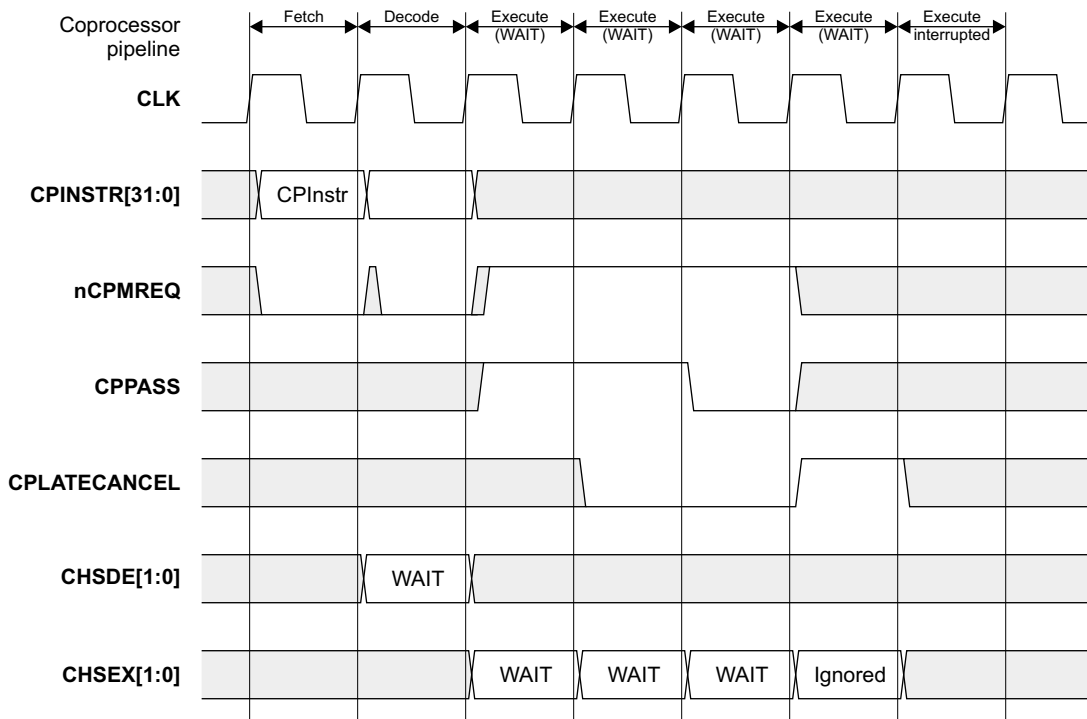 Coprocessor
pipeline
Fetch
Decode
Execute
(WAIT)
Execute
(WAIT)
Execute
(WAIT)
Execute
(WAIT)
Execute
interrupted
CLK
CPINSTR[31:0]
CPInstr
nCPMREQ
CPPASS
CPLATECANCEL
CHSDE[1:0]
WAIT
CHSEX[1:0]
WAIT
WAIT
WAIT
Ignored